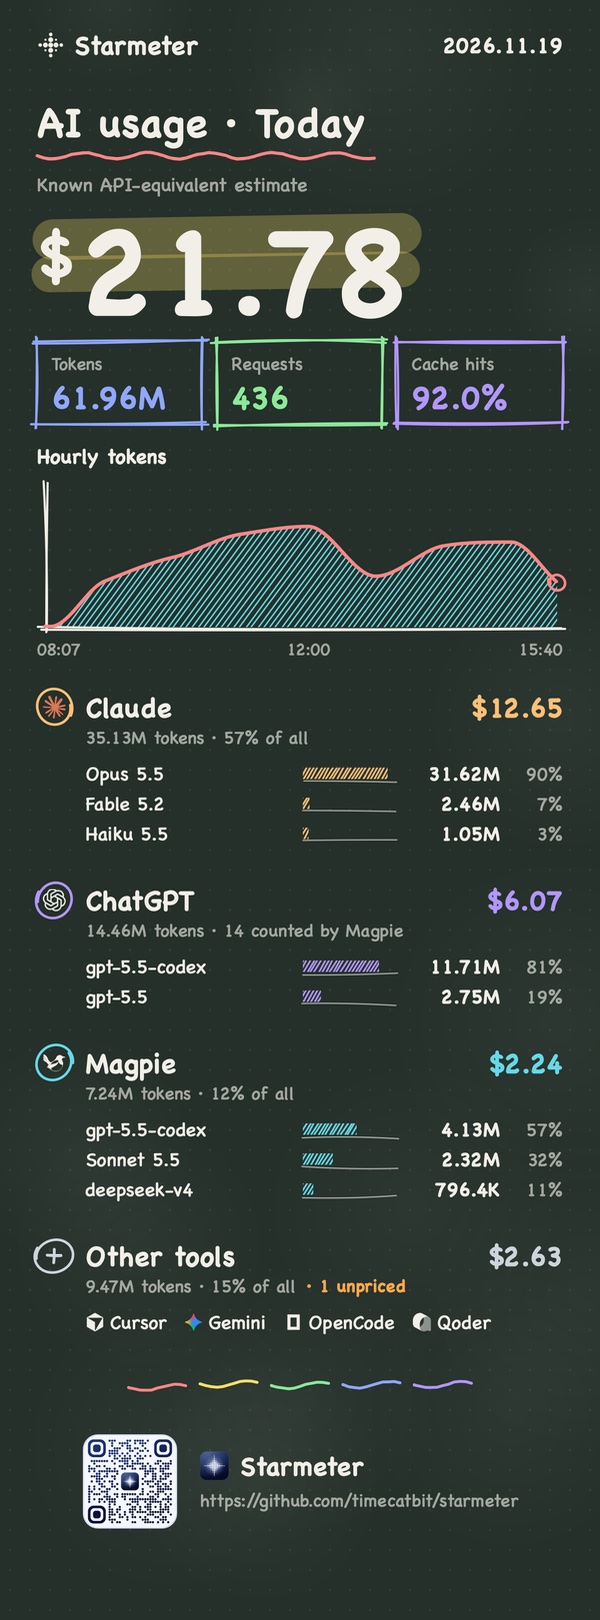 Starmeter 2026.11.19
AI usage · Today
Known API-equivalent estimate
$21.78
Tokens Requests Cache hits
61.96M 436 92.0%
Hourly tokens
08:07 12:00 15:40
Claude $12.65
35.13M tokens · 57% of all
Opus 5.5 31.62M 90%
Fable 5.2 2.46M 7%
Haiku 5.5 1.05M 3%
ChatGPT $6.07
14.46M tokens · 14 counted by Magpie
gpt-5.5-codex 11.71M 81%
gpt-5.5 2.75M 19%
Magpie $2.24
7.24M tokens · 12% of all
gpt-5.5-codex 4.13M 57%
Sonnet 5.5 2.32M 32%
deepseek-v4 796.4K 11%
Other tools $2.63
9.47M tokens · 15% of all · 1 unpriced
Cursor Gemini OpenCode Qoder
Starmeter
https://github.com/timecatbit/starmeter